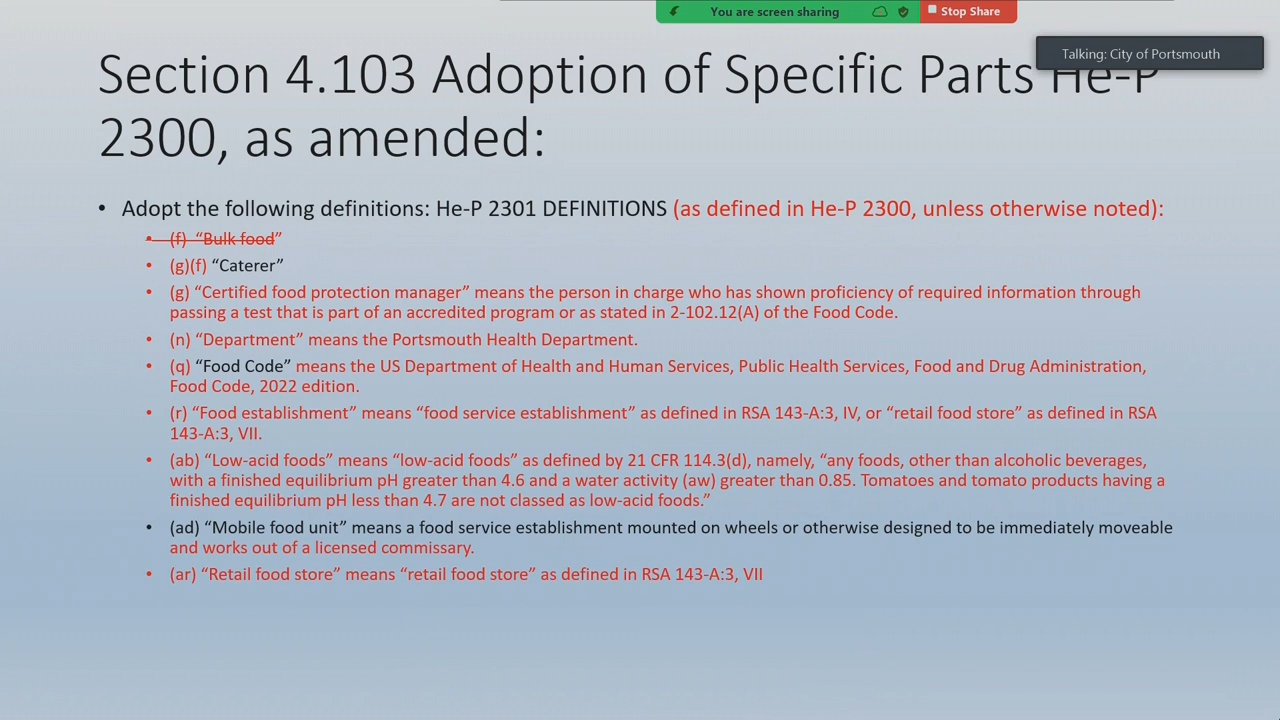 You are screen sharing
Stop Share
Talking: City of Portsmouth
Section 4.103 Adoption of Specific Parts He-P
2300, as amended:
• Adopt the following definitions: He-P 2301 DEFINITIONS (as defined in He-P 2300, unless otherwise noted):
• (f) “Bulk food”
• (g)(f) “Caterer”
• (g) “Certified food protection manager” means the person in charge who has shown proficiency of required information through
passing a test that is part of an accredited program or as stated in 2-102.12(A) of the Food Code.
• (n) “Department” means the Portsmouth Health Department.
• (q) “Food Code” means the US Department of Health and Human Services, Public Health Services, Food and Drug Administration,
Food Code, 2022 edition.
• (r) “Food establishment” means “food service establishment” as defined in RSA 143-A:3, IV, or “retail food store” as defined in RSA
143-A:3, VII.
• (ab) “Low-acid foods” means “low-acid foods” as defined by 21 CFR 114.3(d), namely, “any foods, other than alcoholic beverages,
with a finished equilibrium pH greater than 4.6 and a water activity (aw) greater than 0.85. Tomatoes and tomato products having a
finished equilibrium pH less than 4.7 are not classed as low-acid foods.”
• (ad) “Mobile food unit” means a food service establishment mounted on wheels or otherwise designed to be immediately moveable
and works out of a licensed commissary.
• (ar) “Retail food store” means “retail food store” as defined in RSA 143-A:3, VII